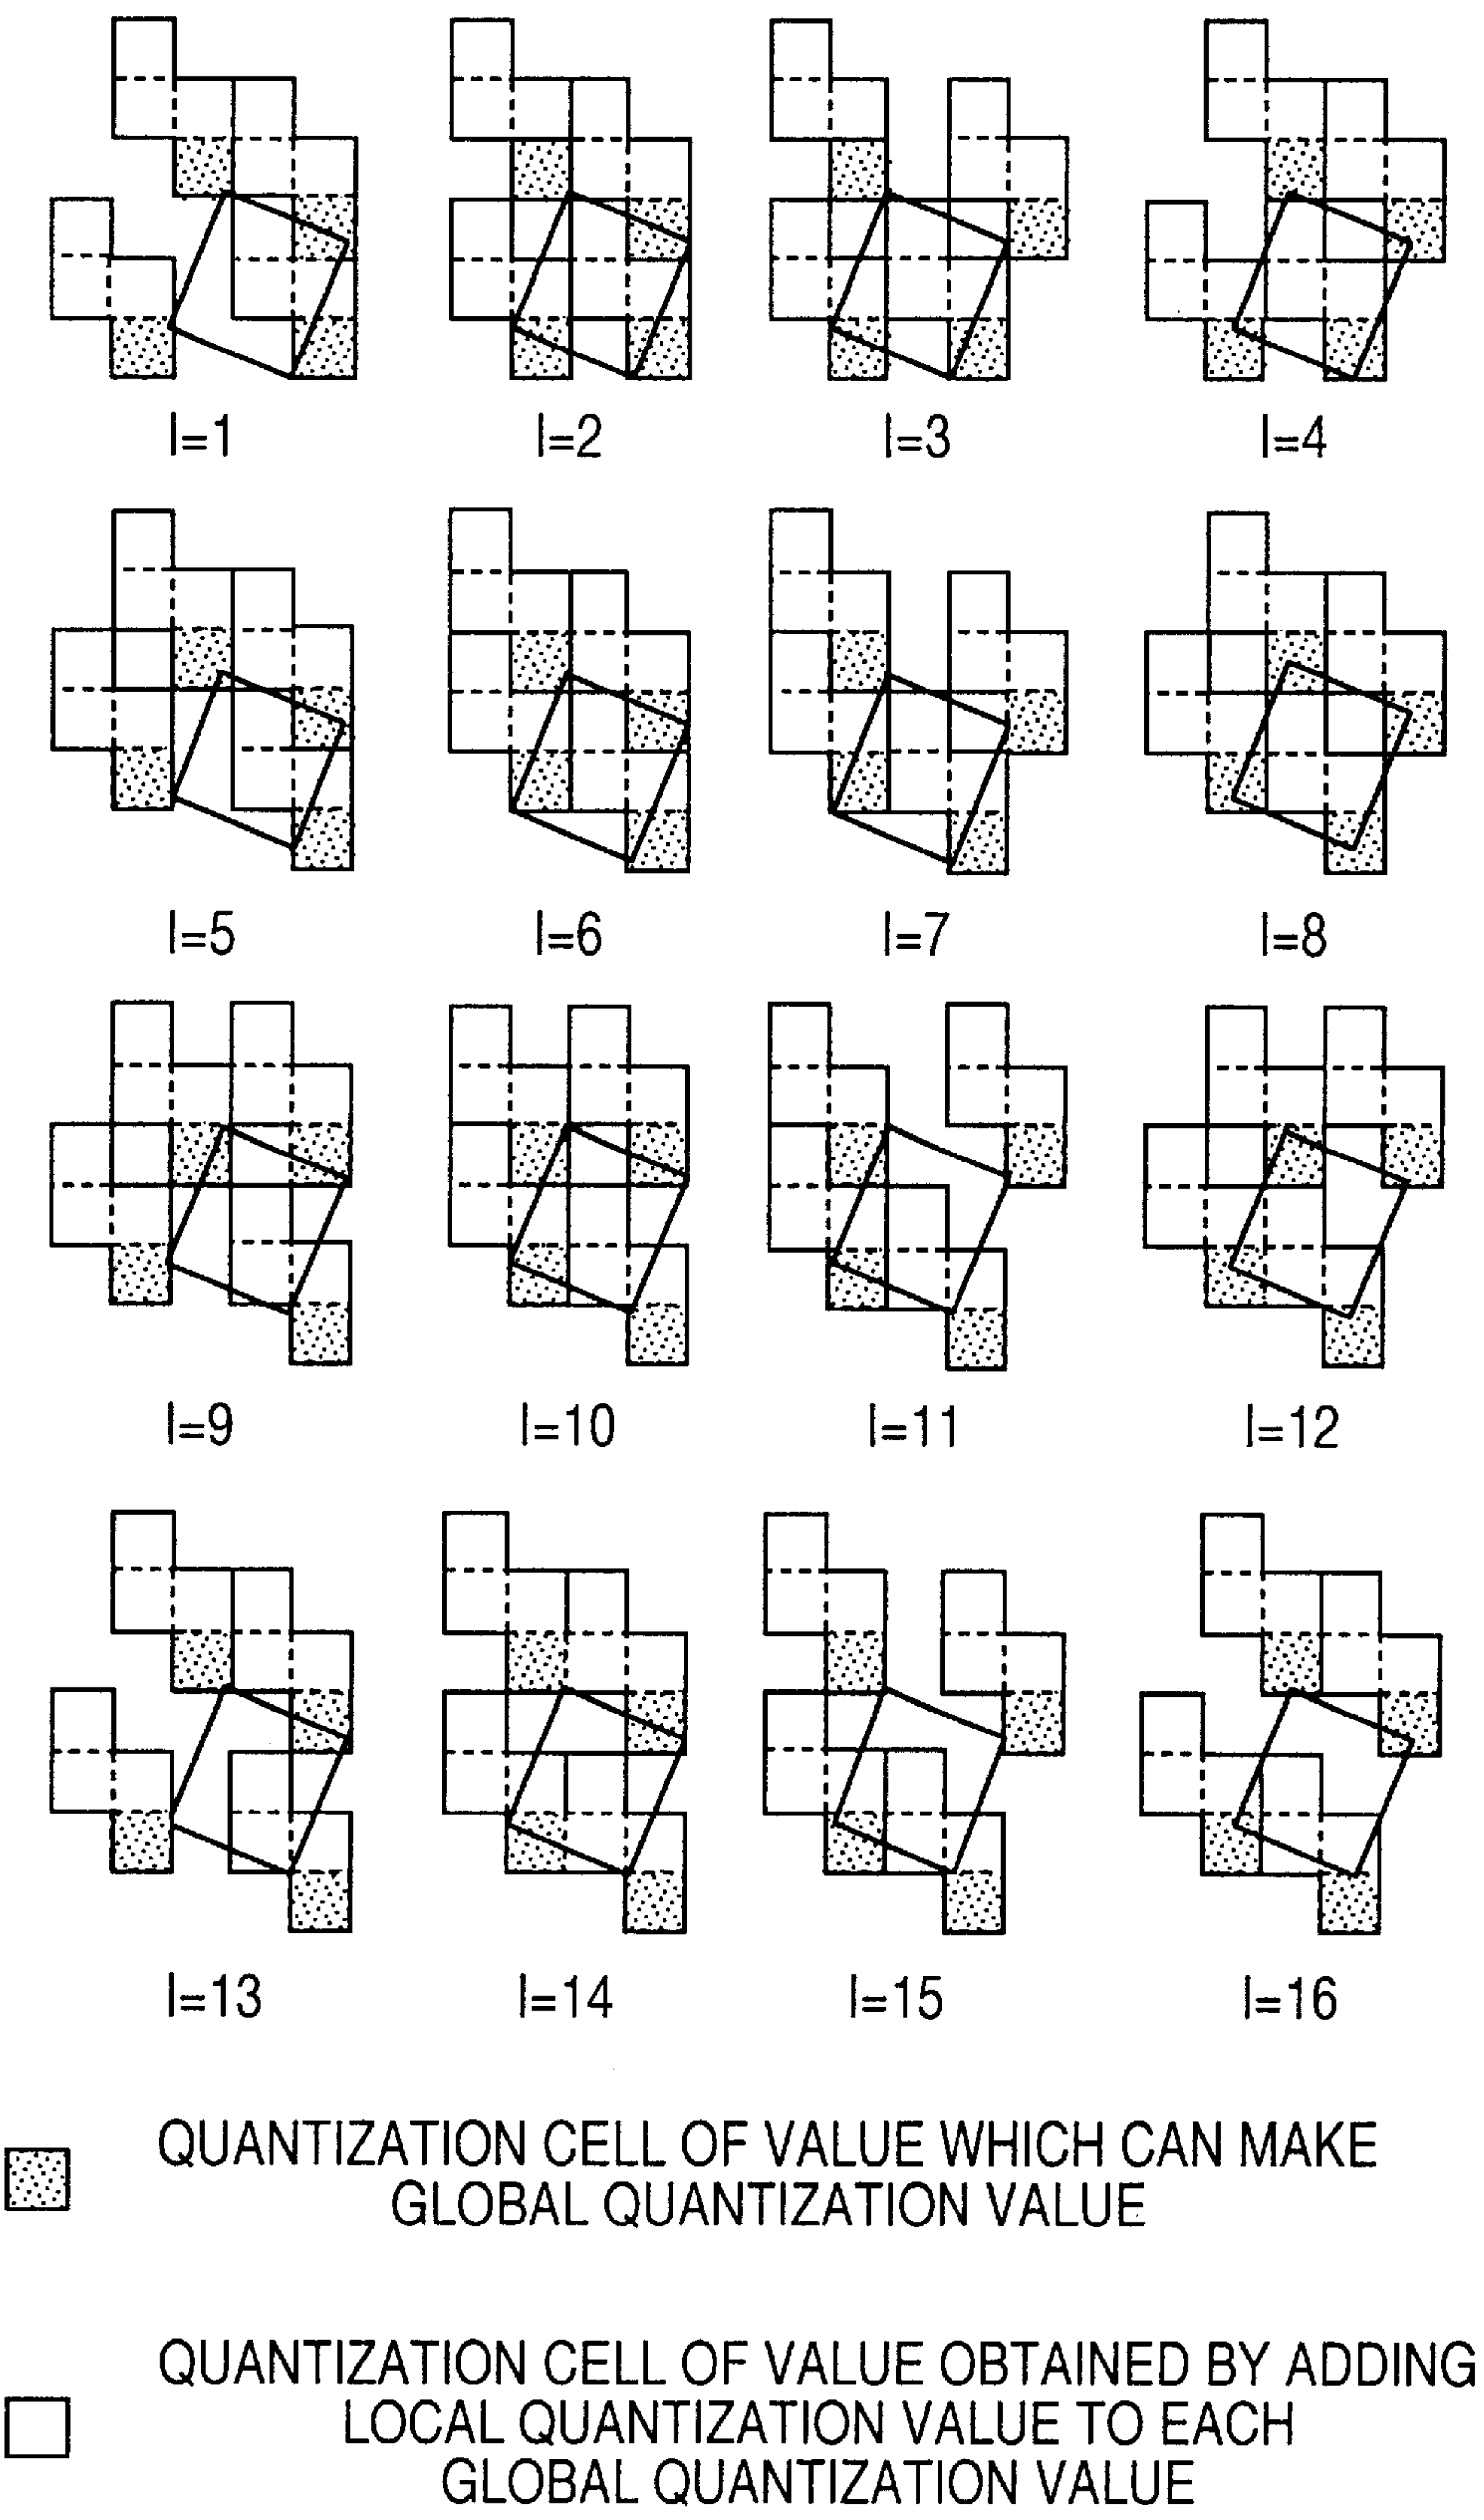 I=1 I=2 I=3 I=4
I=5 I=6 I=7 I=8
I=9 I=10 I=11 I=12
I=13 I=14 I=15 I=16
QUANTIZATION CELL OF VALUE WHICH CAN MAKE
GLOBAL QUANTIZATION VALUE
QUANTIZATION CELL OF VALUE OBTAINED BY ADDING
LOCAL QUANTIZATION VALUE TO EACH
GLOBAL QUANTIZATION VALUE